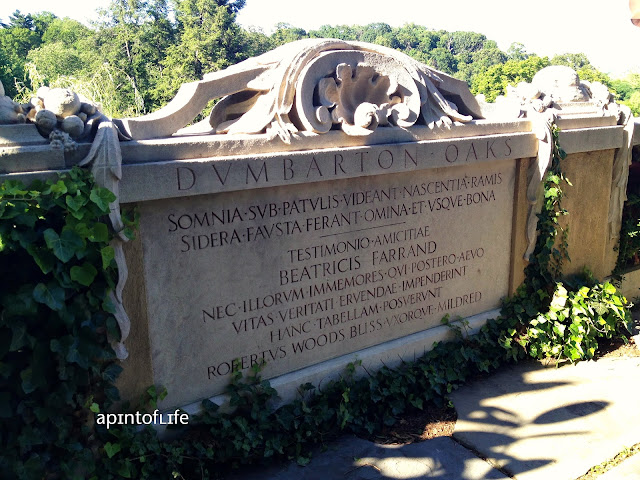 DVMBARTON · OAKS
SOMNIA · SVB · PATVLIS · VIDEANT · NASCENTIA · RAMIS
SIDERA · FAVSTA · FERANT · OMINA · ET · VSQVE · BONA
TESTIMONIO · AMICITIAE
BEATRICIS FARRAND
NEC · ILLORVM · IMMEMORES · QVI · POSTERO · AEVO
VITAS VERITATI ERVENDAE · IMPENDERINT
HANC · TABELLAM · POSVERVNT
ROBERTVS WOODS BLISS · VXORQVE · MILDRED
apintofLife